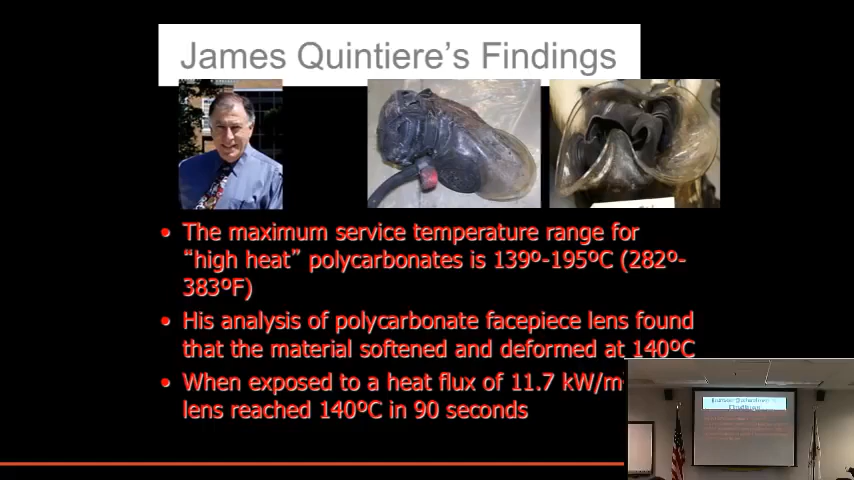 James Quintiere's Findings
• The maximum service temperature range for
“high heat” polycarbonates is 139º-195ºC (282º-
383ºF)
• His analysis of polycarbonate facepiece lens found
that the material softened and deformed at 140ºC
• When exposed to a heat flux of 11.7 kW/m
lens reached 140ºC in 90 seconds